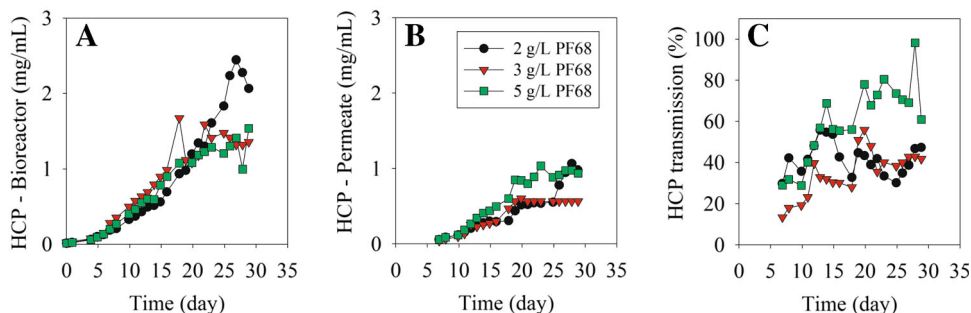 A
HCP - Bioreactor (mg/mL)
3
2
1
0
0 5 10 15 20 25 30 35
Time (day)
B
HCP - Permeate (mg/mL)
3
2
1
0
0 5 10 15 20 25 30 35
Time (day)
2 g/L PF68
3 g/L PF68
5 g/L PF68
C
HCP transmission (%)
100
80
60
40
20
0
0 5 10 15 20 25 30 35
Time (day)